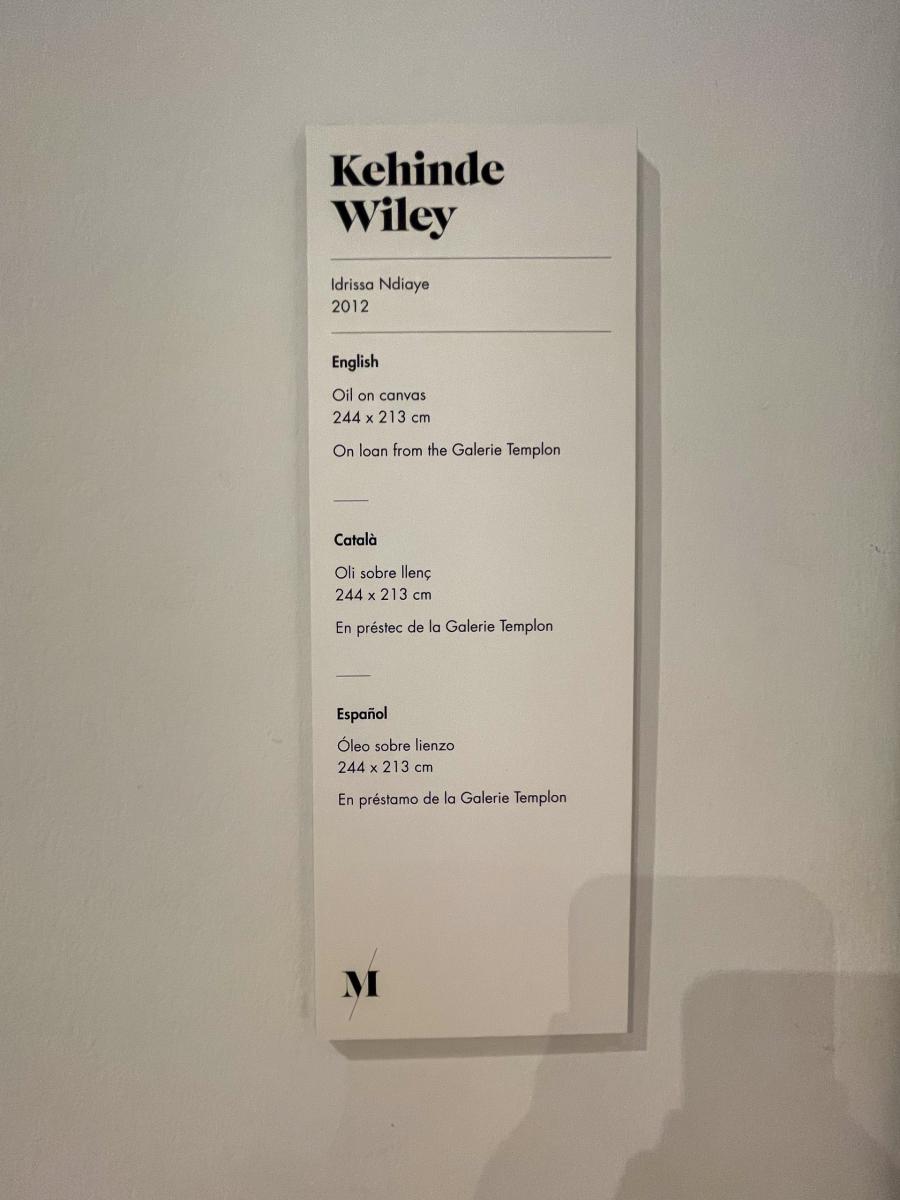 Kehinde
Wiley
Idrissa Ndiaye
2012
English
Oil on canvas
244 x 213 cm
On loan from the Galerie Templon
Català
Oli sobre llenç
244 x 213 cm
En préstec de la Galerie Templon
Español
Óleo sobre lienzo
244 x 213 cm
En préstamo de la Galerie Templon
M